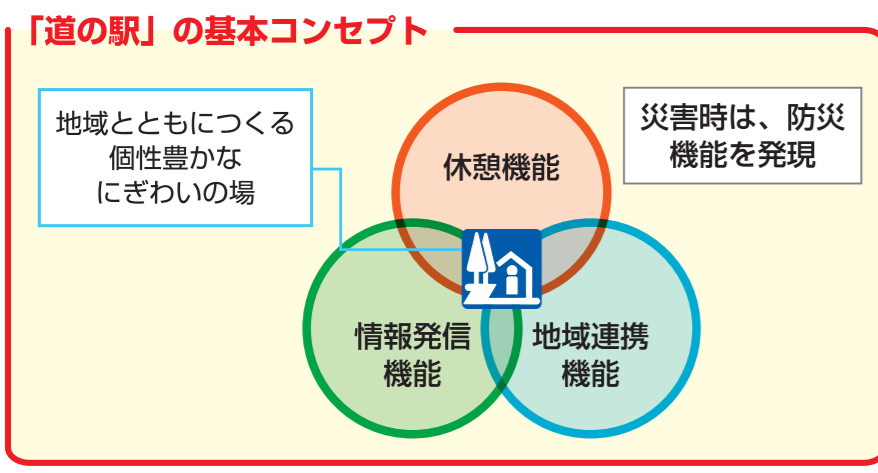 「道の駅」の基本コンセプト
地域とともにつくる
個性豊かな
にぎわいの場
災害時は、防災
機能を発現
休憩機能
情報発信
機能
地域連携
機能